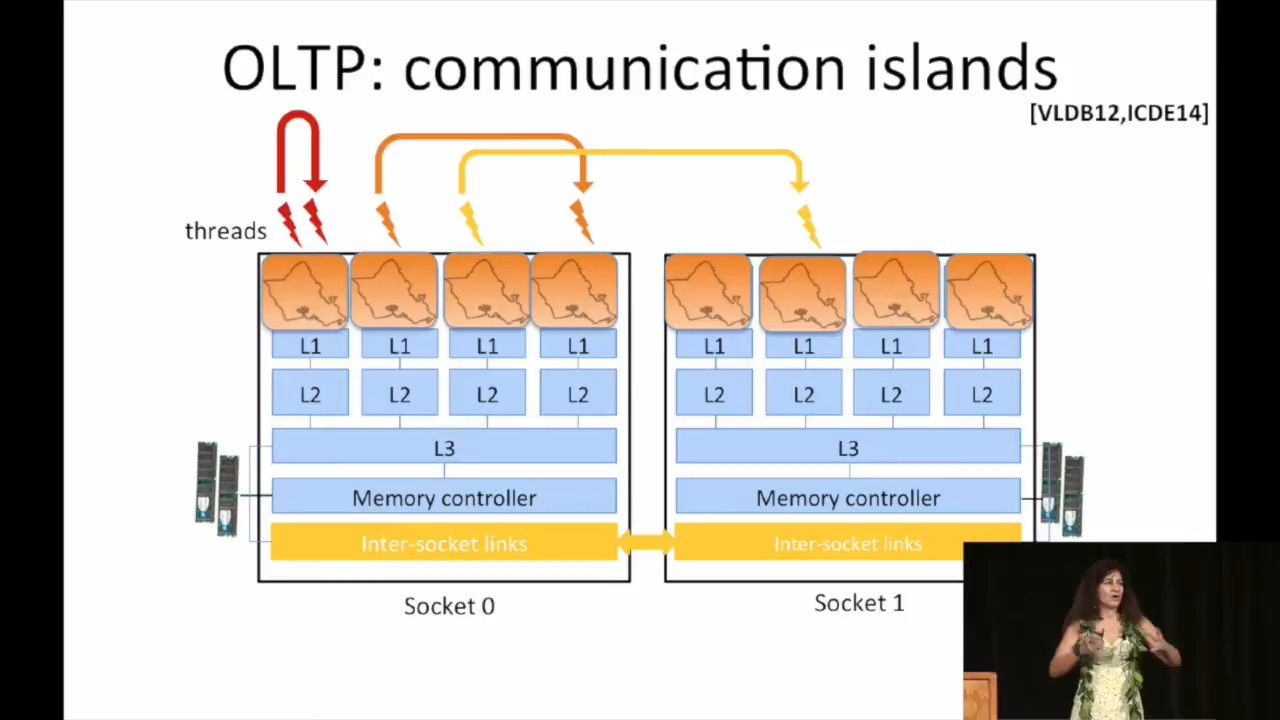 OLTP: communication islands
[VLDB12,ICDE14]
threads
L1 L1 L1 L1 L1 L1 L1 L1
L2 L2 L2 L2 L2 L2 L2 L2
L3 L3
Memory controller Memory controller
Inter-socket links Inter-socket links
Socket 0 Socket 1